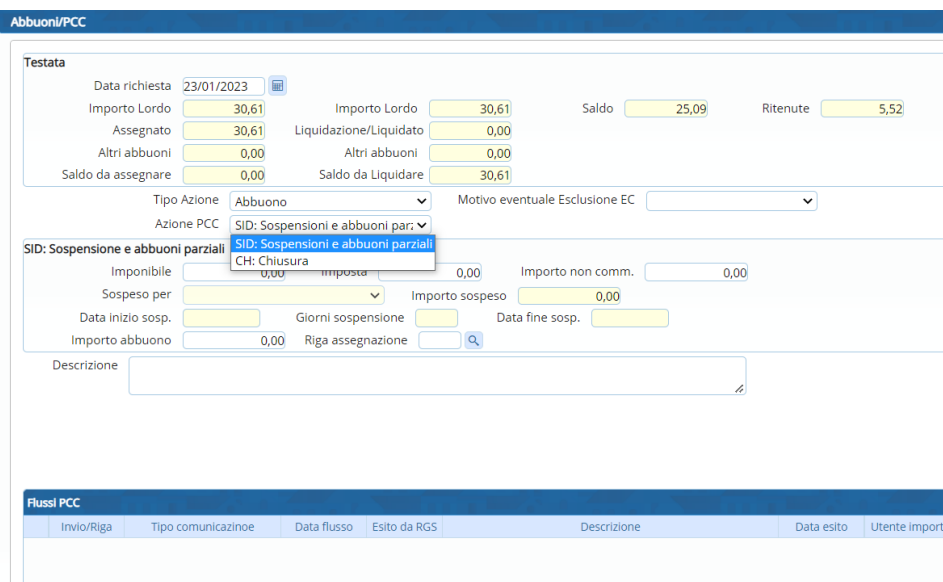 Abbuoni/PCC
Testata
Data richiesta 23/01/2023
Importo Lordo 30,61 Importo Lordo 30,61 Saldo 25,09 Ritenute 5,52
Assegnato 30,61 Liquidazione/Liquidato 0,00
Altri abbuoni 0,00 Altri abbuoni 0,00
Saldo da assegnare 0,00 Saldo da Liquidare 30,61
Tipo Azione Abbuono Motivo eventuale Esclusione EC
Azione PCC SID: Sospensioni e abbuoni parz
SID: Sospensione e abbuoni parziali SID: Sospensioni e abbuoni parziali
CH: Chiusura
Imponibile 0,00 Imposta 0,00 Importo non comm. 0,00
Sospeso per Importo sospeso 0,00
Data inizio sosp. Giorni sospensione Data fine sosp.
Importo abbuono 0,00 Riga assegnazione
Descrizione
Flussi PCC
Invio/Riga Tipo comunicazinoe Data flusso Esito da RGS Descrizione Data esito Utente import